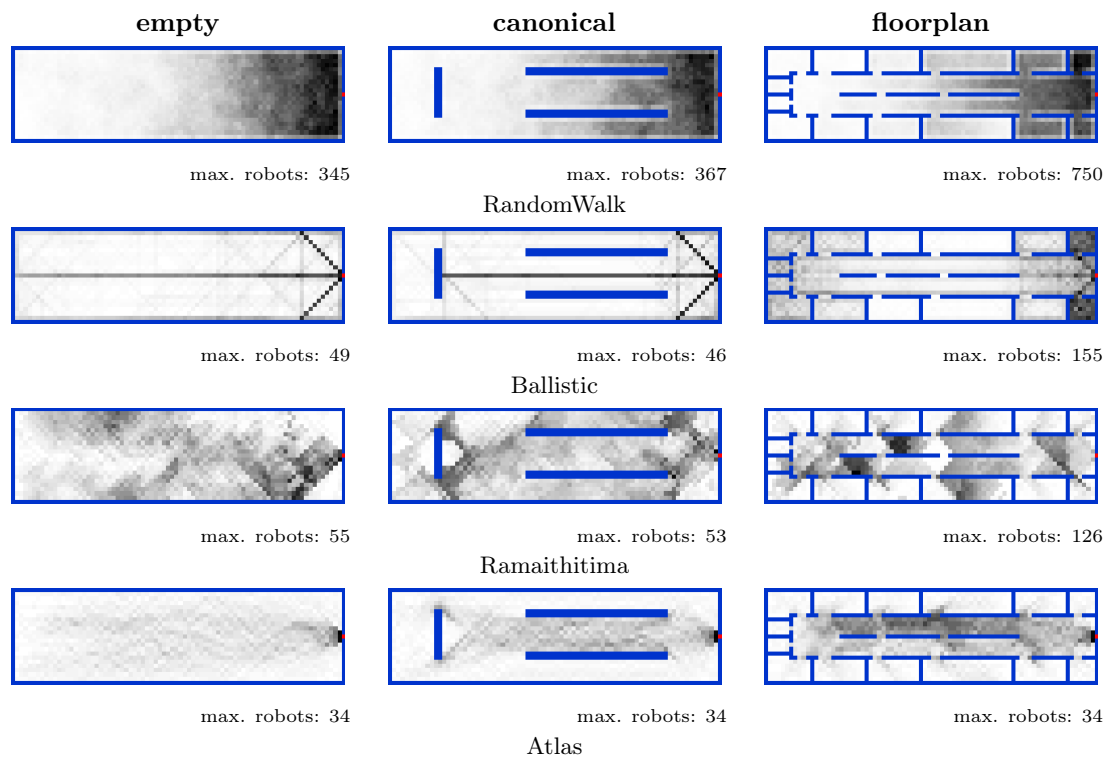 empty canonical floorplan
max. robots: 345 max. robots: 367 max. robots: 750
RandomWalk
max. robots: 49 max. robots: 46 max. robots: 155
Ballistic
max. robots: 55 max. robots: 53 max. robots: 126
Ramaithitima
max. robots: 34 max. robots: 34 max. robots: 34
Atlas